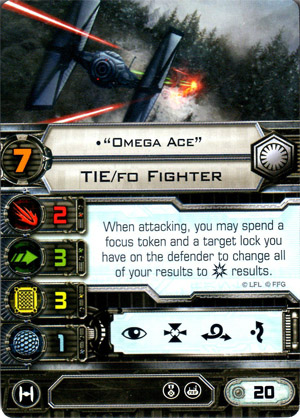 •“Omega Ace”
7
TIE/fo Fighter
2
3
3
1
When attacking, you may spend a
focus token and a target lock you
have on the defender to change all
of your results to results.
© LFL © FFG
20